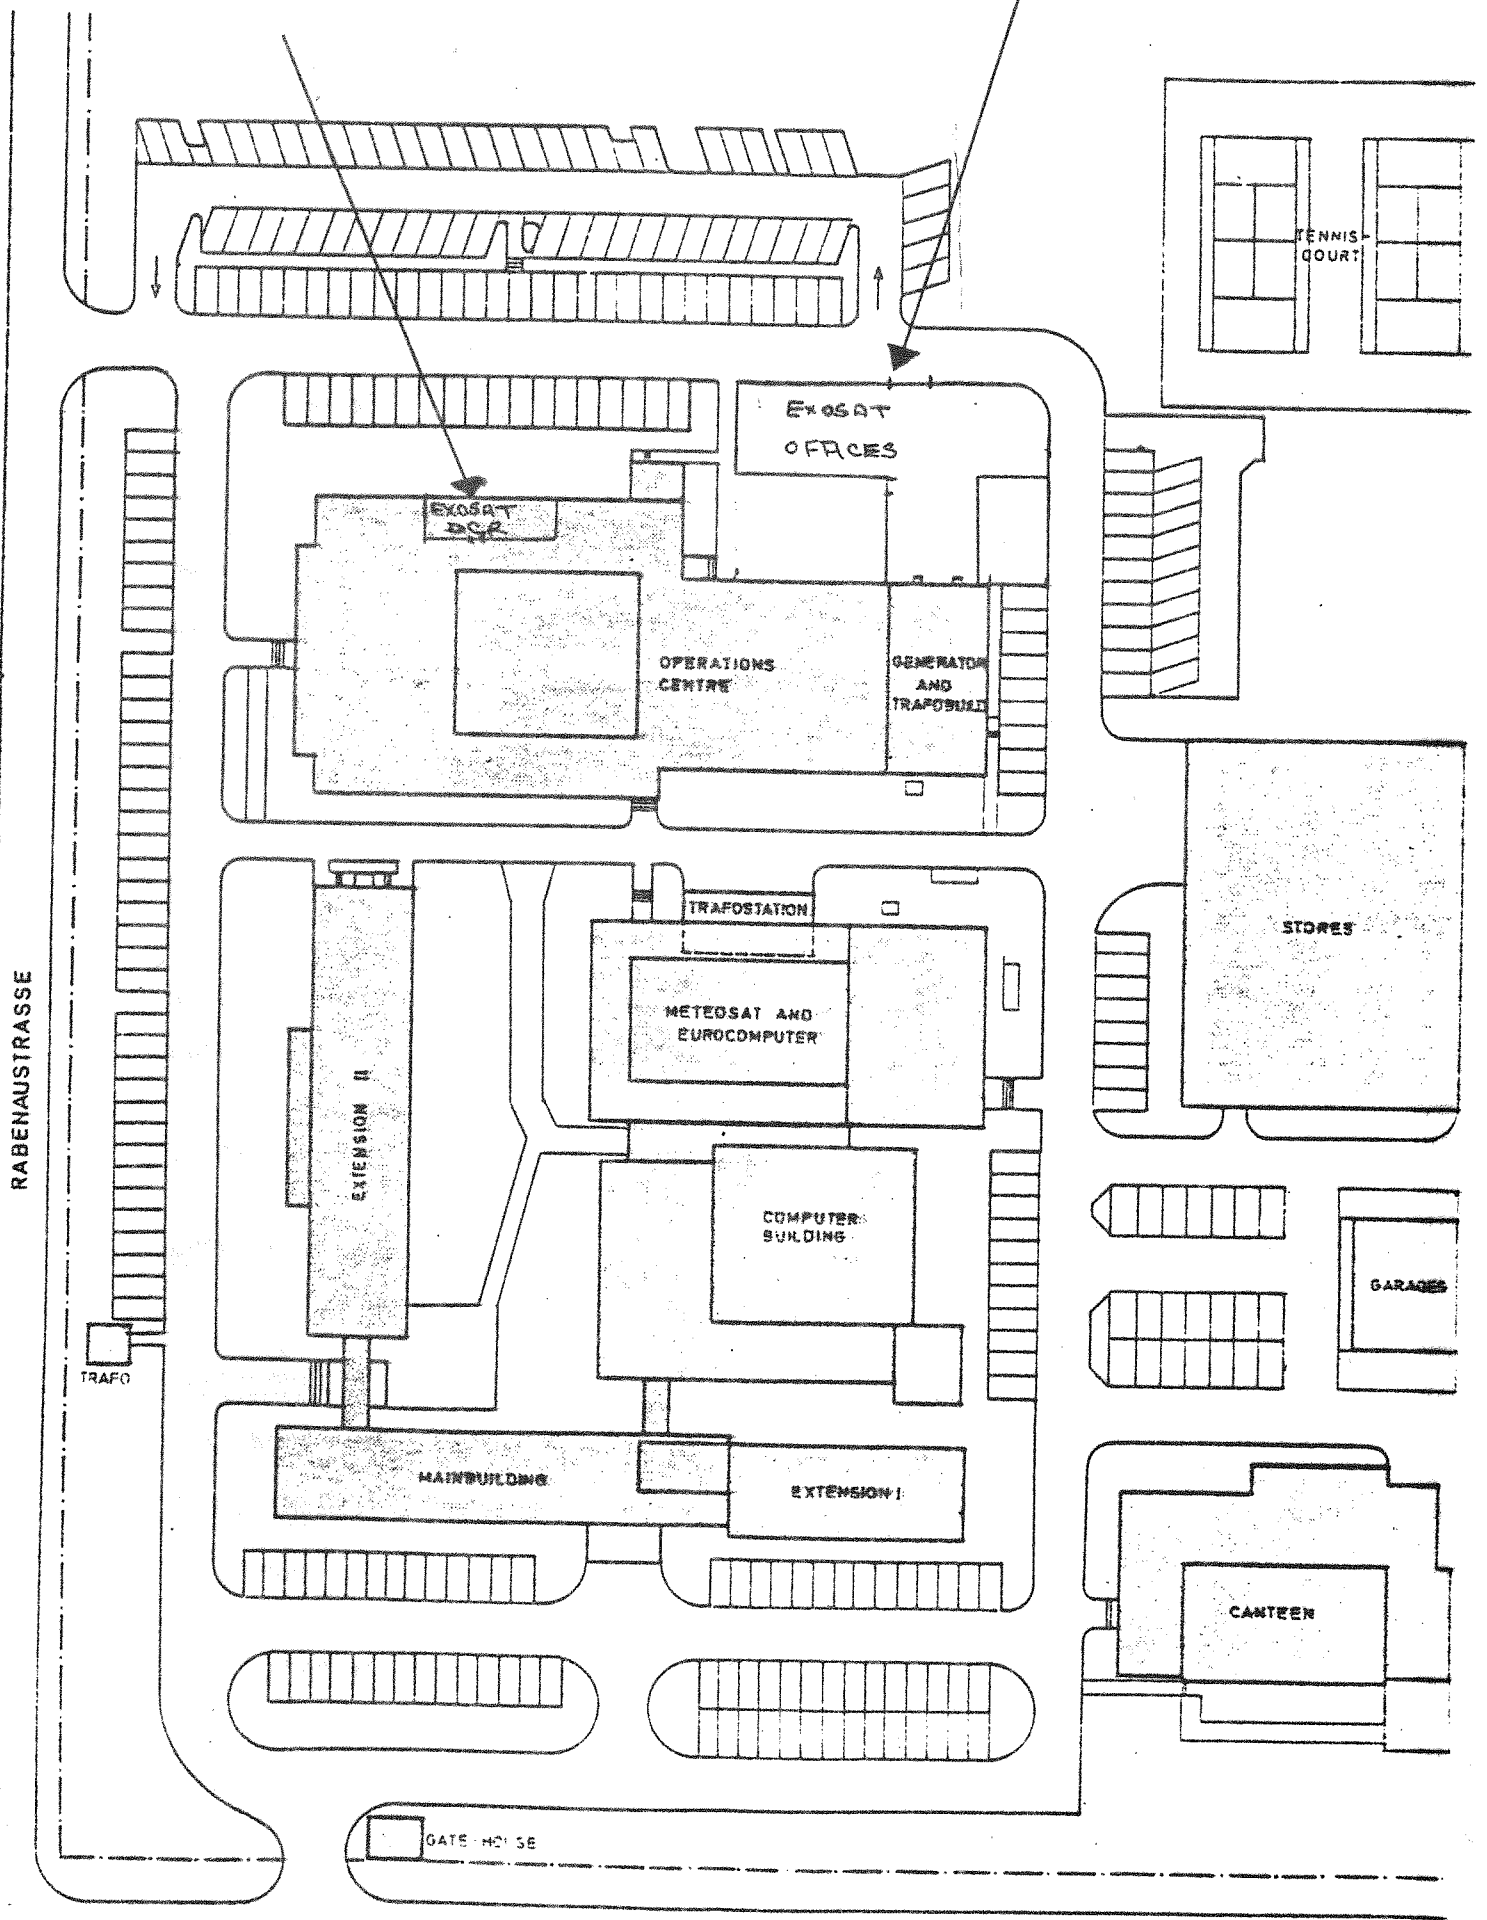 TENNIS-
COURT
EXOSAT
OFFICES
EXOSAT
DCR
OPERATIONS
CENTRE
GENERATOR
AND
TRAFOBUILD
TRAFOSTATION
STORES
METEOSAT AND
EUROCOMPUTER
RABENAUSTRASSE
EXTENSION II
COMPUTER
BUILDING
GARAGES
TRAFO
MAINBUILDING
EXTENSION I
CANTEEN
GATE HOUSE